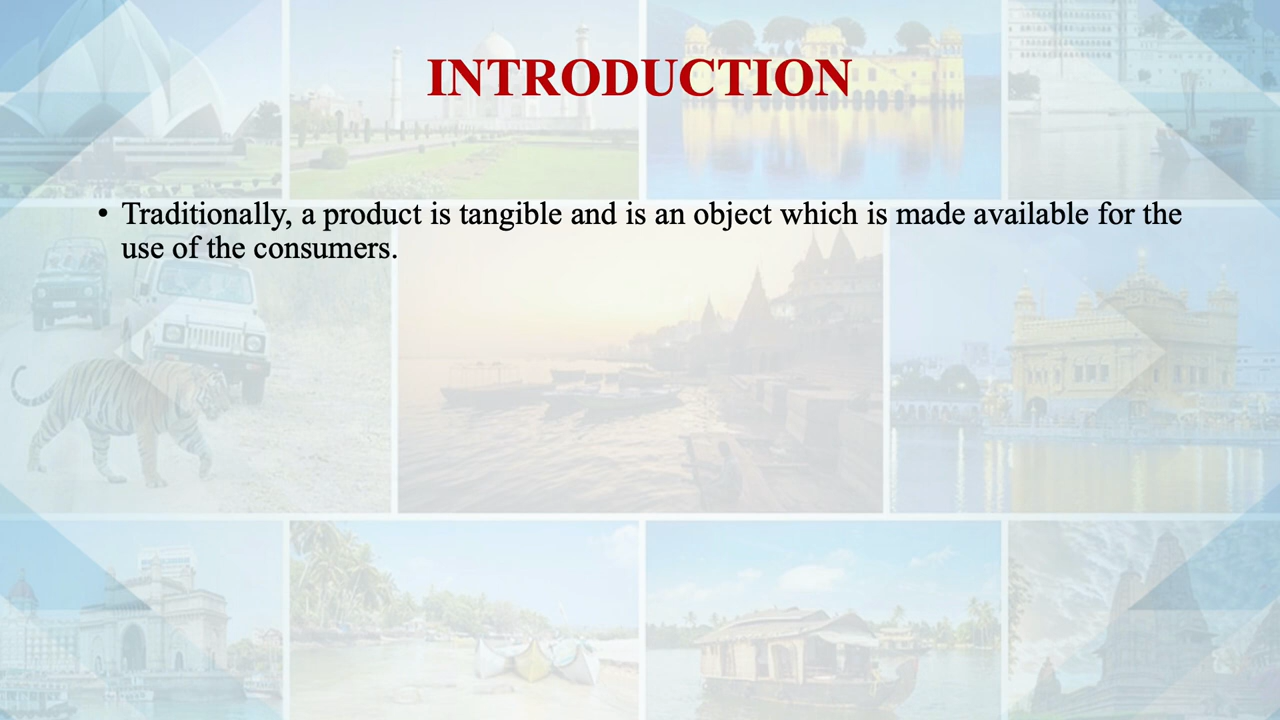 INTRODUCTION
• Traditionally, a product is tangible and is an object which is made available for the
use of the consumers.